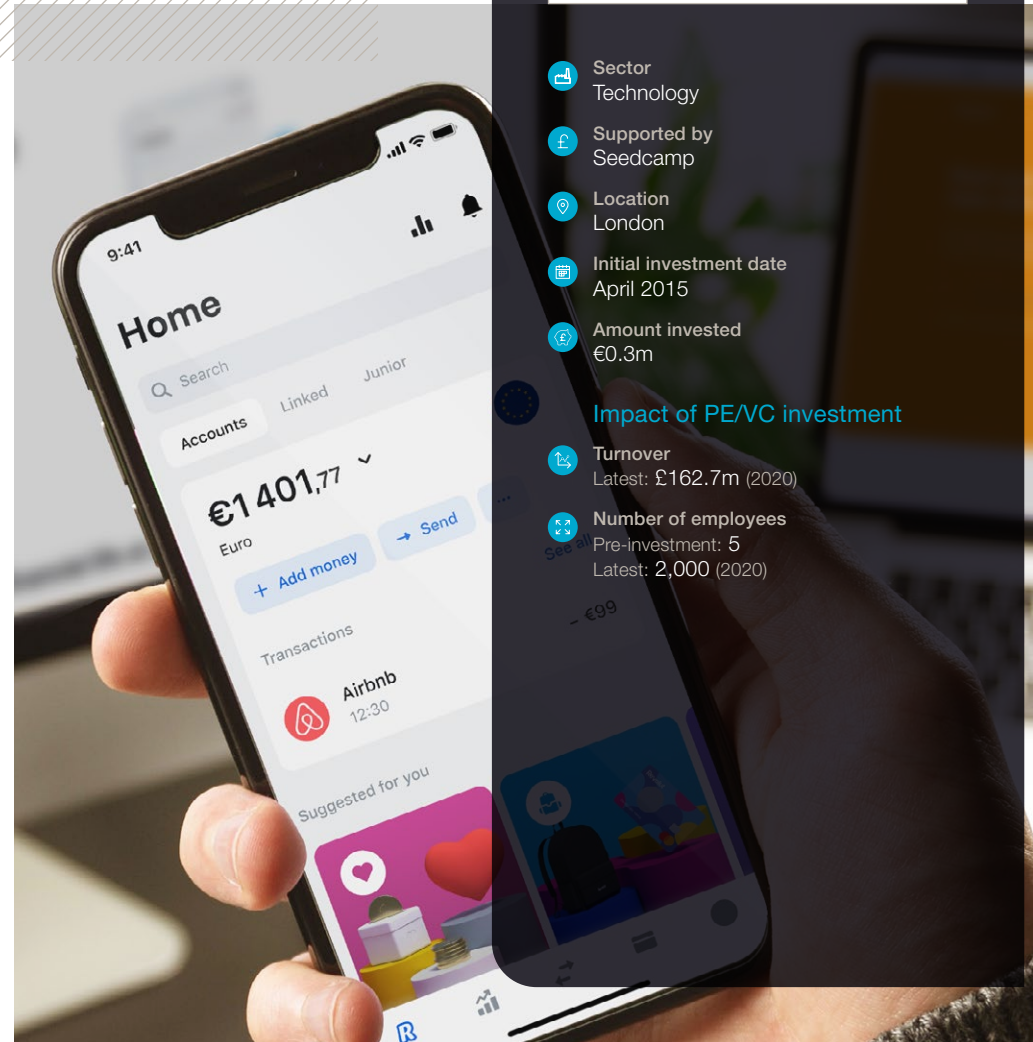 9:41
Home
Search
Accounts Linked Junior
€1 401,77
Euro
+ Add money → Send ...
See all
Transactions
- €99
Airbnb
12:30
Suggested for you
R
Sector
Technology
£ Supported by
Seedcamp
Location
London
Initial investment date
April 2015
£ Amount invested
€0.3m
Impact of PE/VC investment
Turnover
Latest: £162.7m (2020)
Number of employees
Pre-investment: 5
Latest: 2,000 (2020)